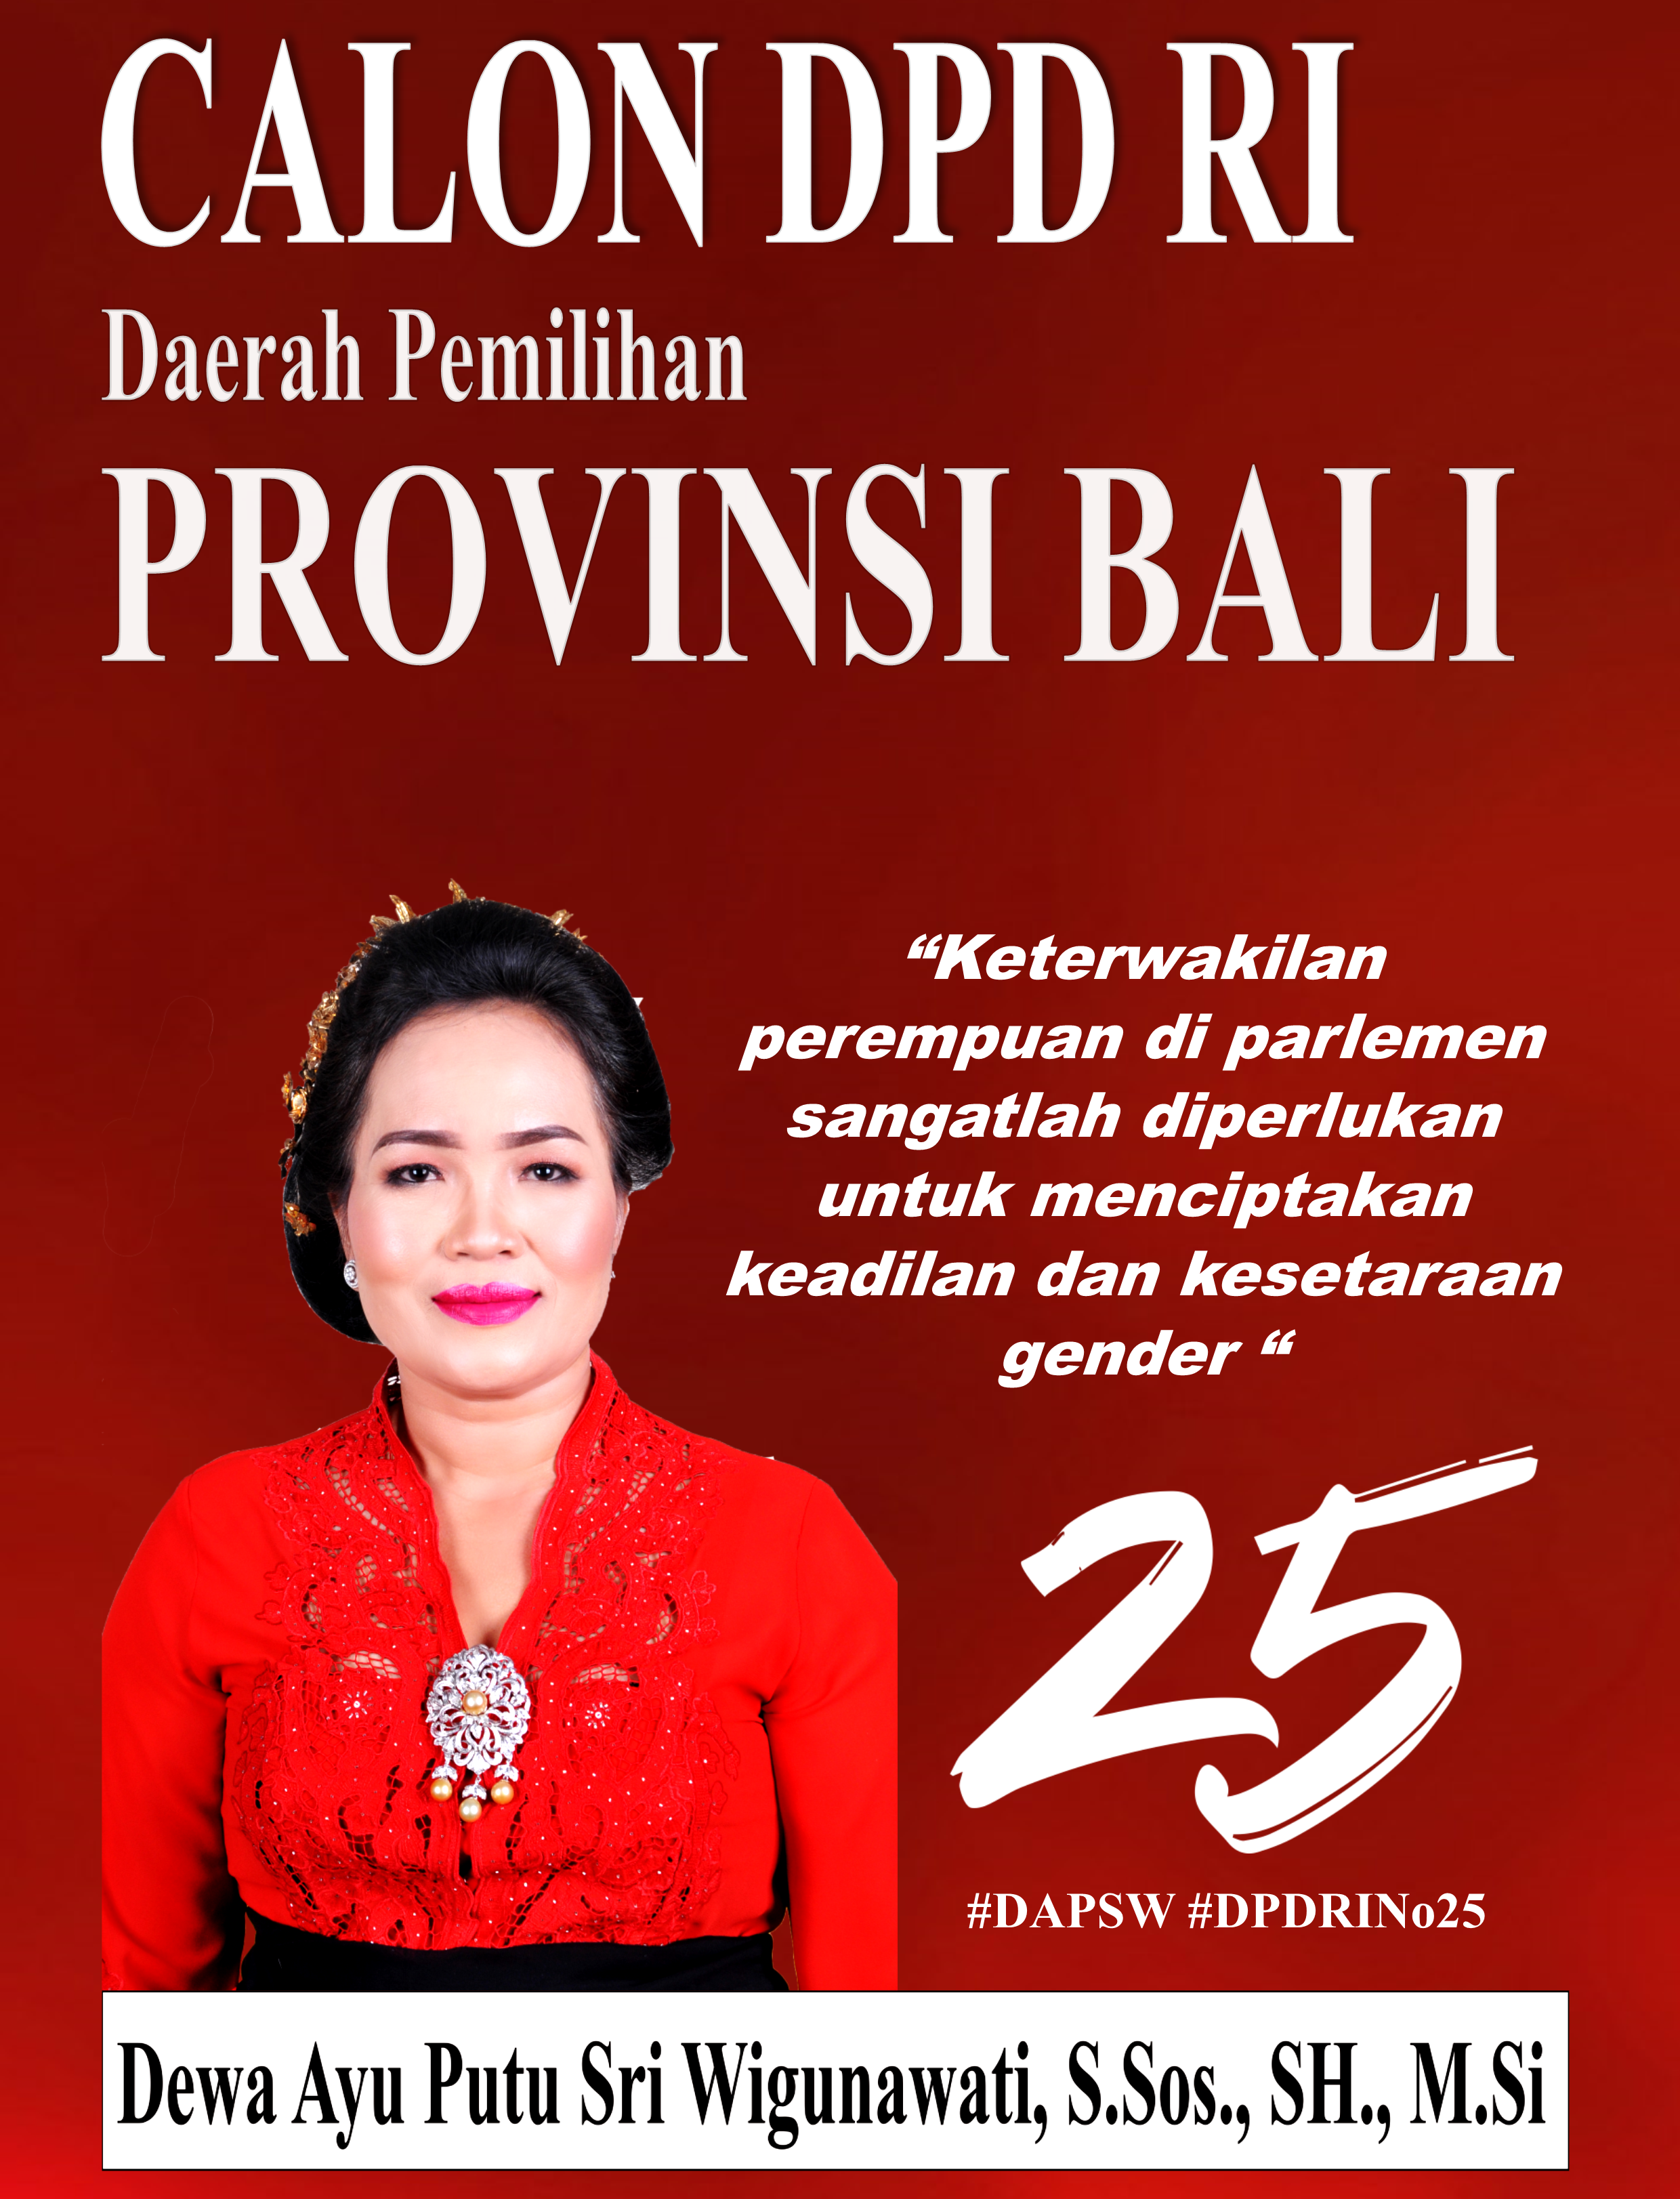 CALON DPD RI
Daerah Pemilihan
PROVINSI BALI
“Keterwakilan
perempuan di parlemen
sangatlah diperlukan
untuk menciptakan
keadilan dan kesetaraan
gender “
25
#DAPSW #DPDRINo25
Dewa Ayu Putu Sri Wigunawati, S.Sos., SH., M.Si